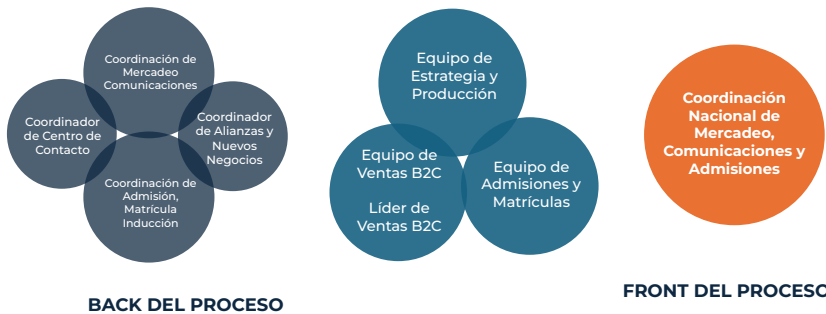 Coordinación de
Mercadeo
Comunicaciones
Coordinador
de Centro de
Contacto
Coordinador
de Alianzas y
Nuevos
Negocios
Coordinación de
Admisión,
Matrícula
Inducción
BACK DEL PROCESO
Equipo de
Estrategia y
Producción
Equipo de
Ventas B2C
Líder de
Ventas B2C
Equipo de
Admisiones y
Matrículas
Coordinación
Nacional de
Mercadeo,
Comunicaciones y
Admisiones
FRONT DEL PROCESO